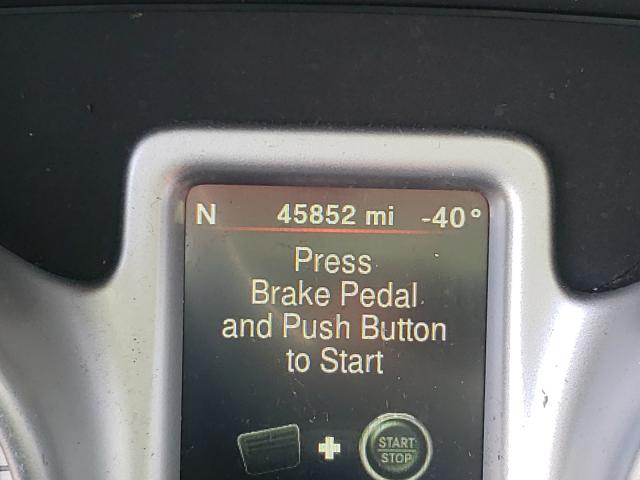 N 45852 mi -40°
Press
Brake Pedal
and Push Button
to Start
+ START
STOP